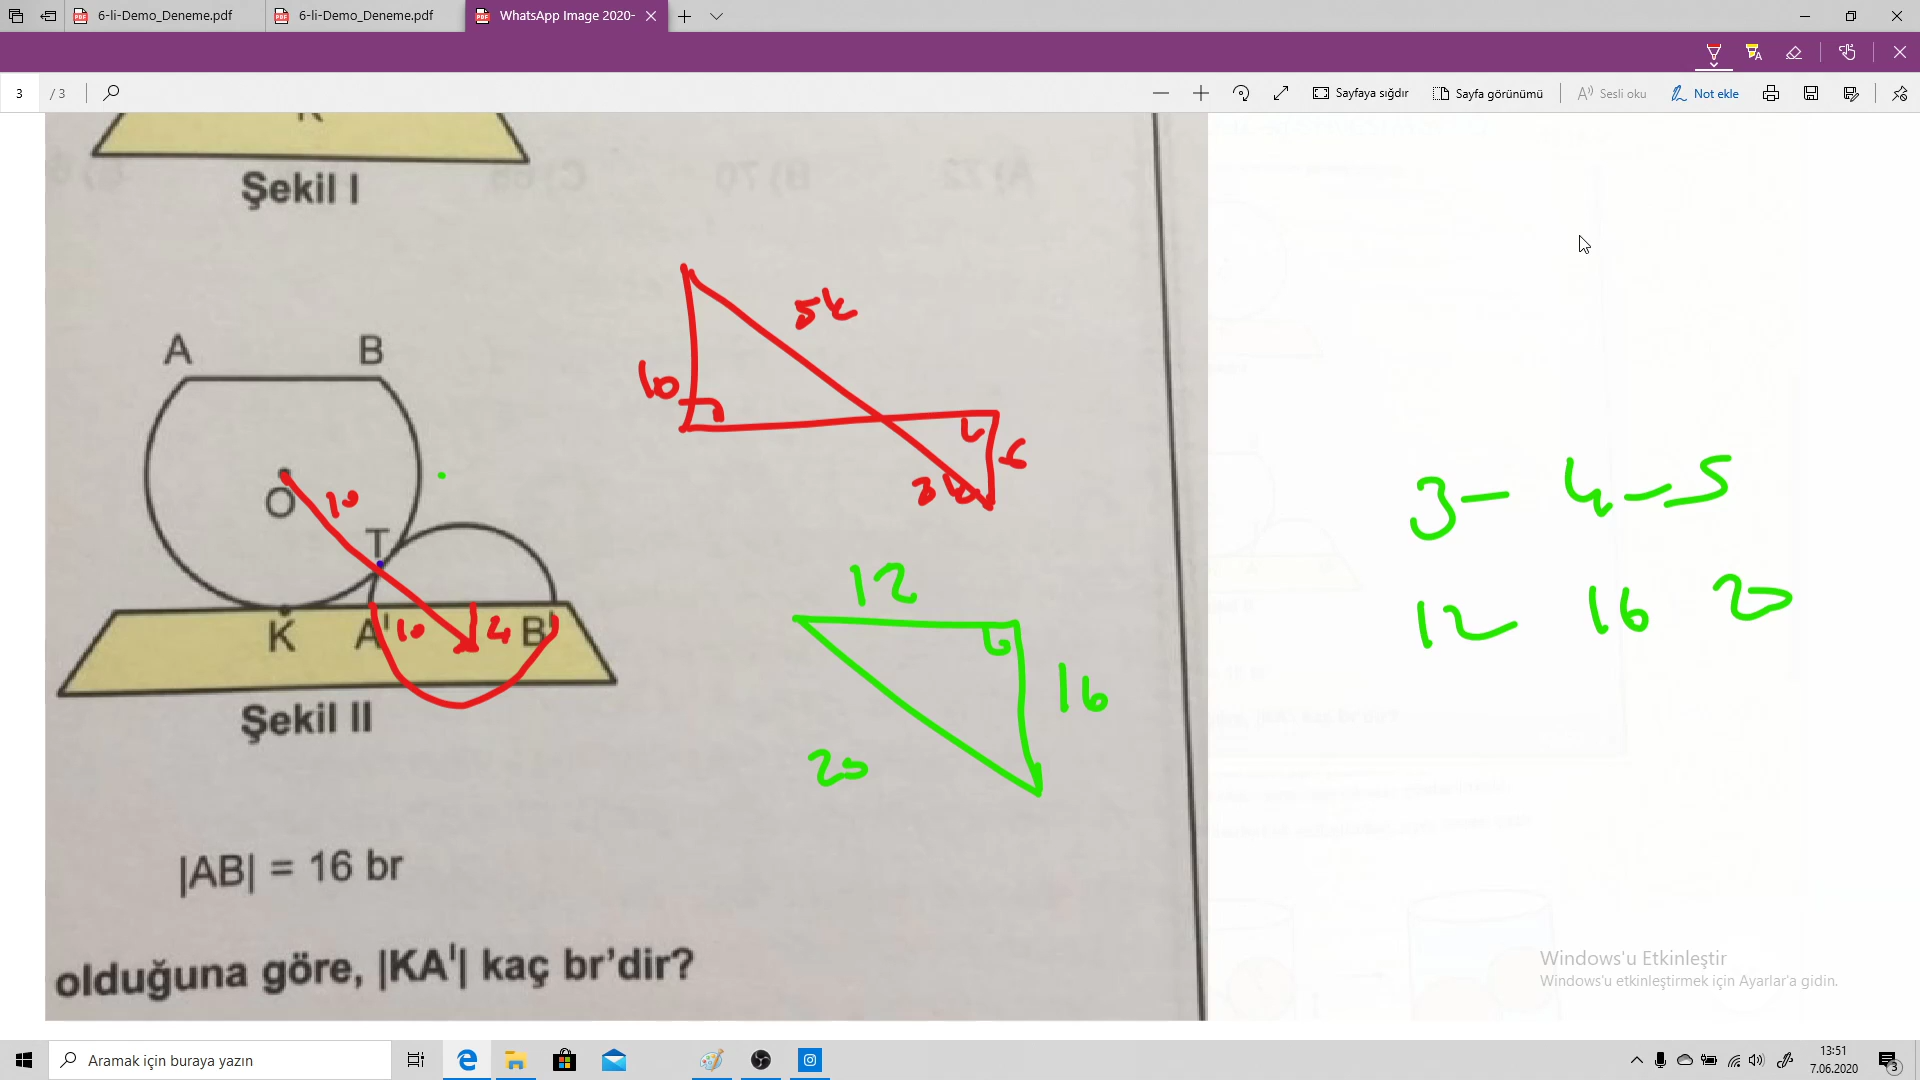 6-li-Demo_Deneme.pdf
6-li-Demo_Deneme.pdf
WhatsApp Image 2020-
3 / 3
Sayfaya sığdır
Sayfa görünümü
Sesli oku
Not ekle
K
Şekil I
A B
O 10
T
K A' 10 4 B'
Şekil II
5k
10
6
3k
12
16
20
3 - 4 - 5
12 16 20
|AB| = 16 br
olduğuna göre, |KA'| kaç br'dir?
Windows'u Etkinleştir
Windows'u etkinleştirmek için Ayarlar'a gidin.
Aramak için buraya yazın
13:51
7.06.2020
3